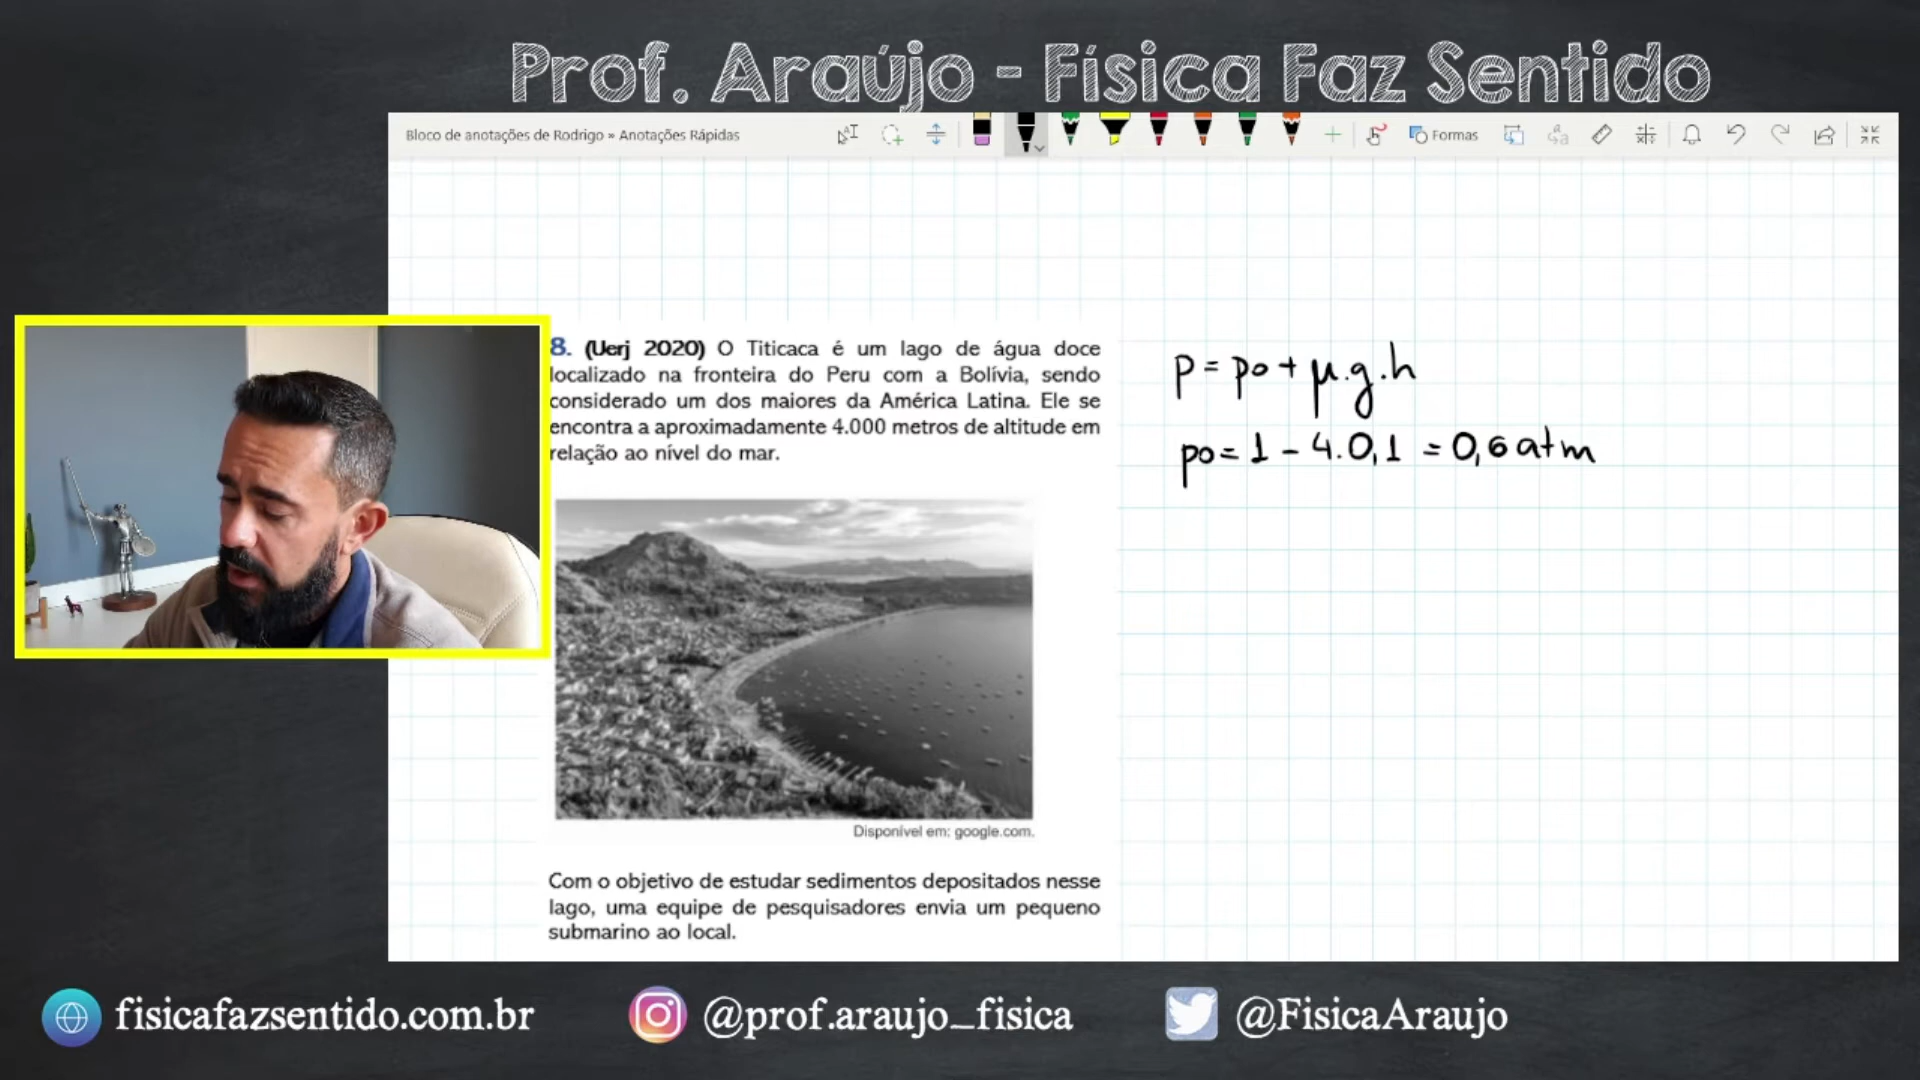 Prof. Araújo - Física Faz Sentido
Bloco de anotações de Rodrigo » Anotações Rápidas
Formas
8. (Uerj 2020) O Titicaca é um lago de água doce
localizado na fronteira do Peru com a Bolívia, sendo
considerado um dos maiores da América Latina. Ele se
encontra a aproximadamente 4.000 metros de altitude em
relação ao nível do mar.
p = po + μ.g.h
po = 1 - 4.0,1 = 0,6 atm
Disponível em: google.com.
Com o objetivo de estudar sedimentos depositados nesse
lago, uma equipe de pesquisadores envia um pequeno
submarino ao local.
fisicafazsentido.com.br
@prof.araujo_fisica
@FisicaAraujo